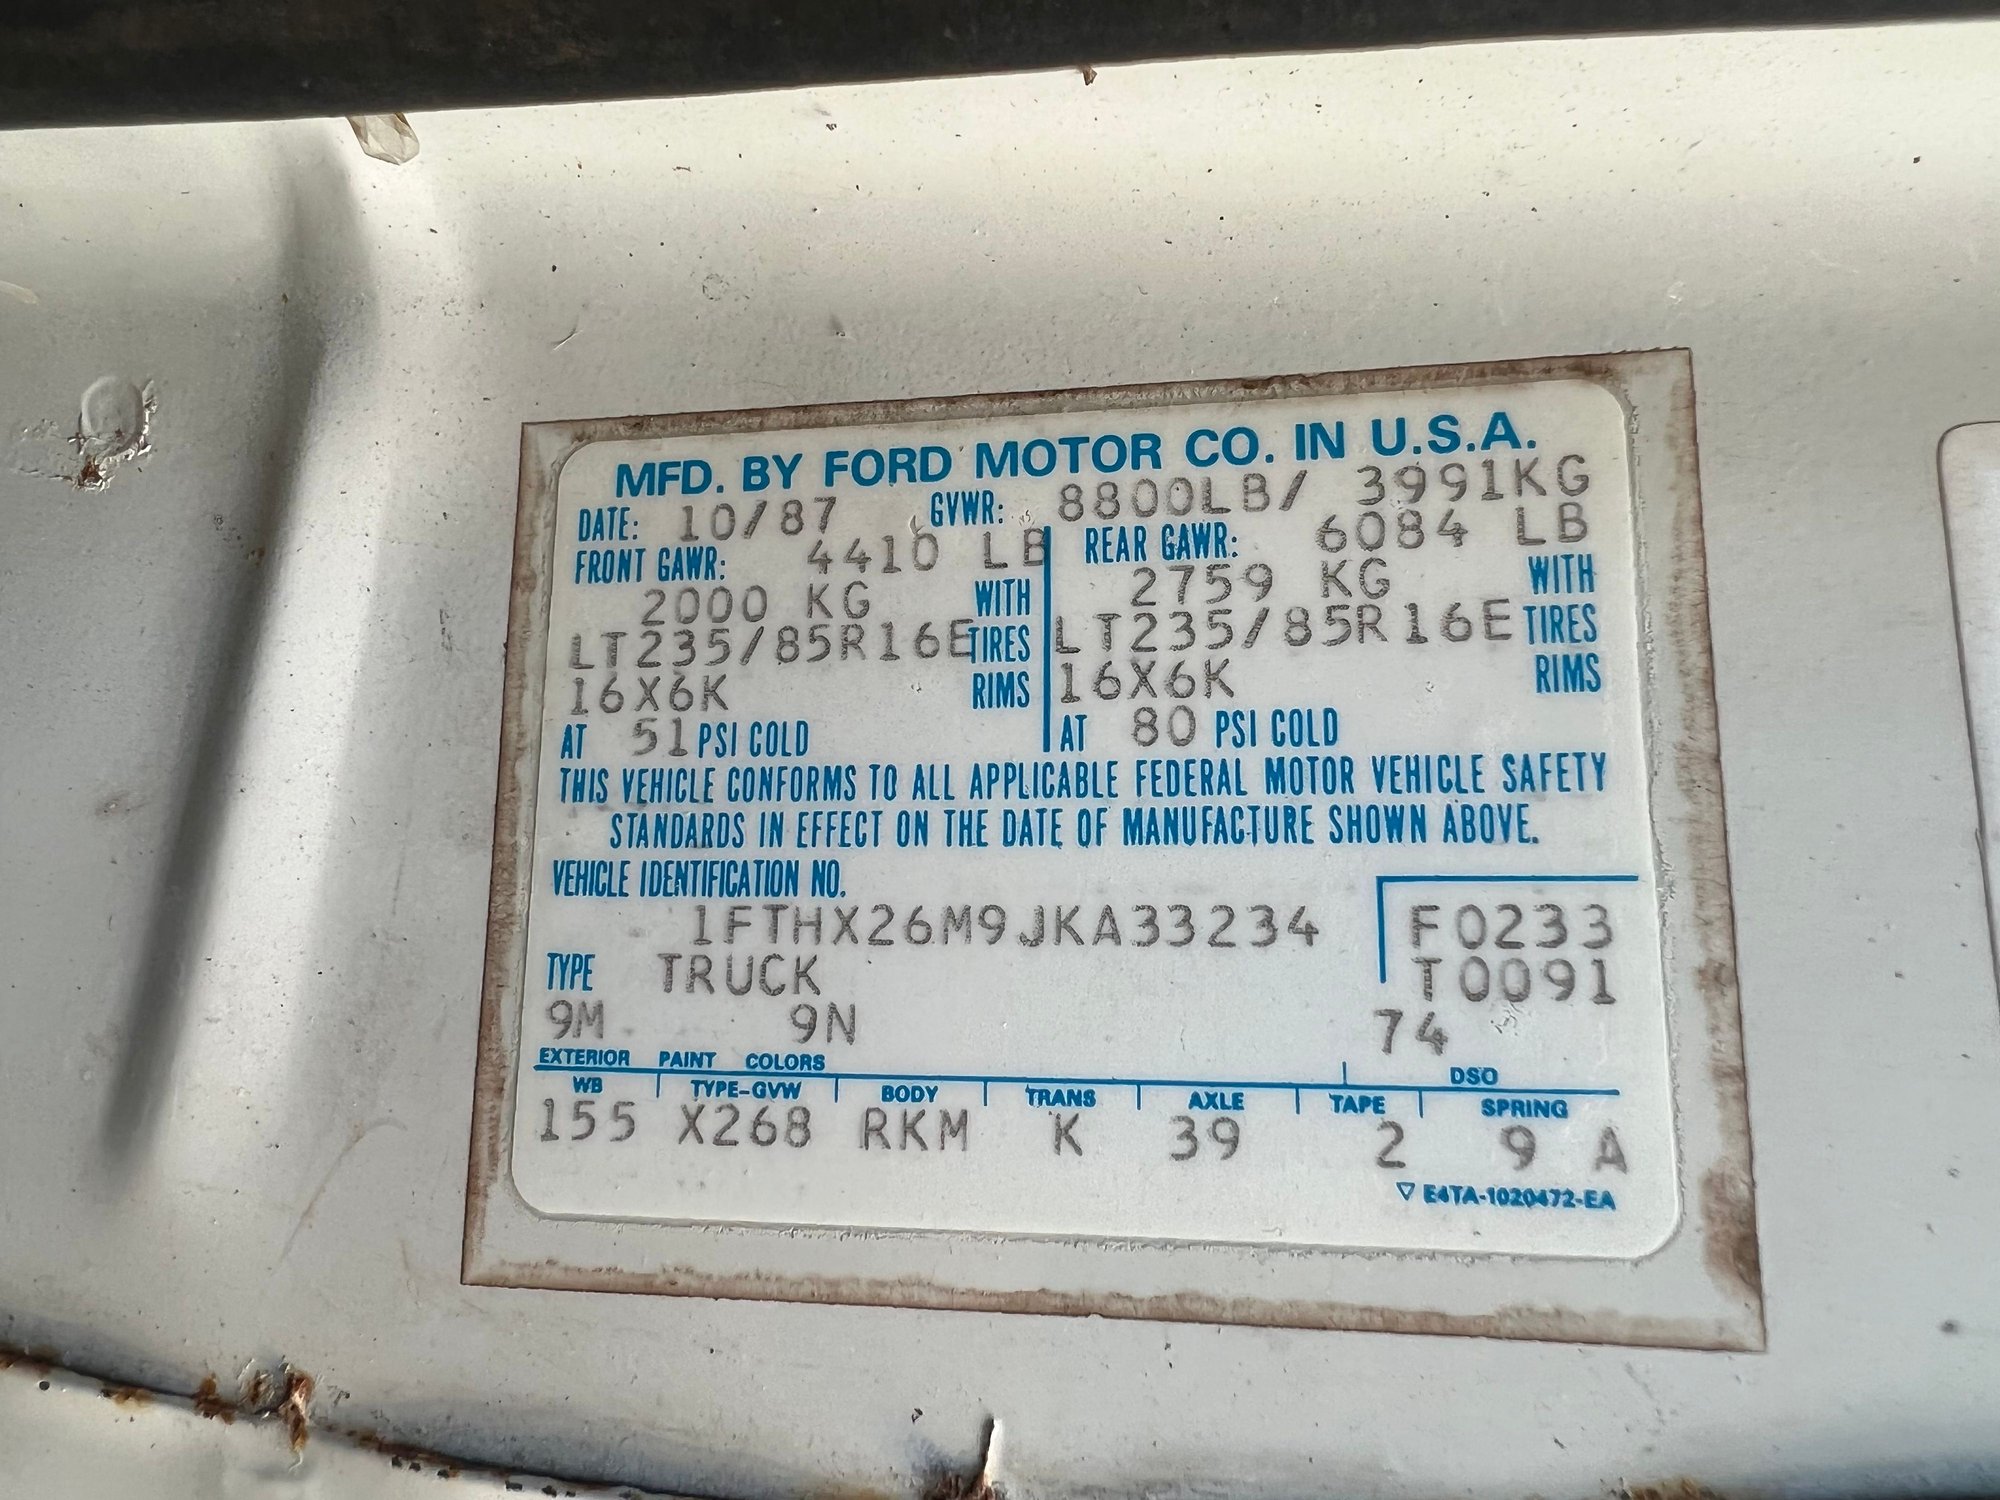 MFD. BY FORD MOTOR CO. IN U.S.A.
DATE: 10/87 GVWR: 8800LB/ 3991KG
FRONT GAWR: 4410 LB REAR GAWR: 6084 LB
2000 KG WITH 2759 KG WITH
LT235/85R16E TIRES LT235/85R16E TIRES
16X6K RIMS 16X6K RIMS
AT 51 PSI COLD AT 80 PSI COLD
THIS VEHICLE CONFORMS TO ALL APPLICABLE FEDERAL MOTOR VEHICLE SAFETY
STANDARDS IN EFFECT ON THE DATE OF MANUFACTURE SHOWN ABOVE.
VEHICLE IDENTIFICATION NO.
1FTHX26M9JKA33234 F0233
TYPE TRUCK T0091
9M 9N 74
EXTERIOR PAINT COLORS DSO
WB TYPE-GVW BODY TRANS AXLE TAPE SPRING
155 X268 RKM K 39 2 9 A
▽ E4TA-1020472-EA